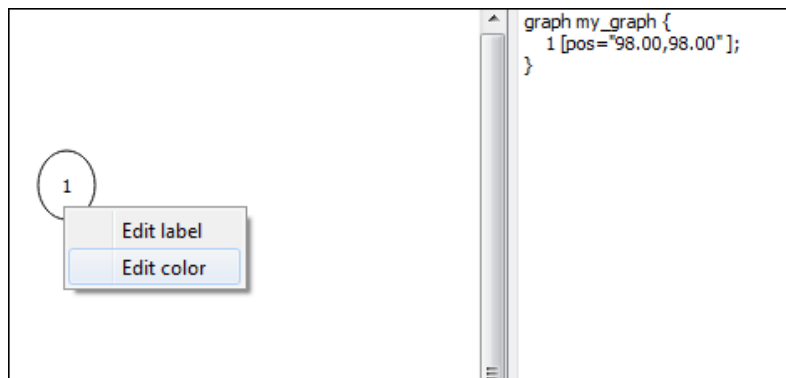 graph my_graph {
1 [pos="98.00,98.00" ];
}
1
Edit label
Edit color